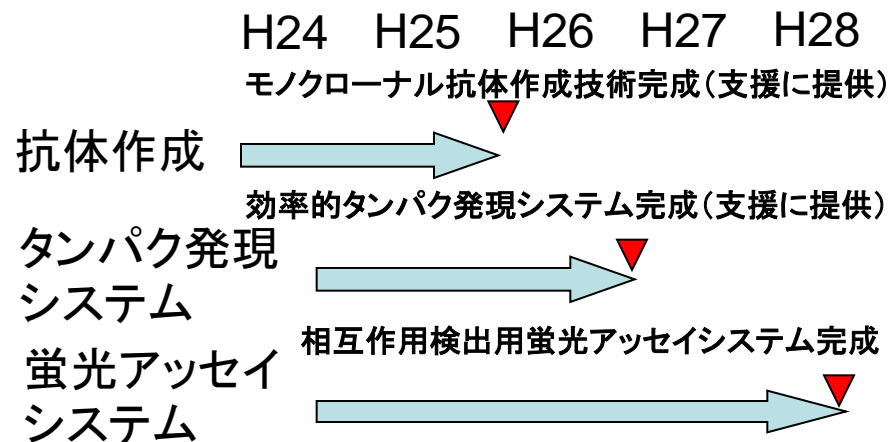 H24 H25 H26 H27 H28
モノクローナル抗体作成技術完成(支援に提供)
抗体作成
効率的タンパク発現システム完成(支援に提供)
タンパク発現
システム
相互作用検出用蛍光アッセイシステム完成
蛍光アッセイ
システム